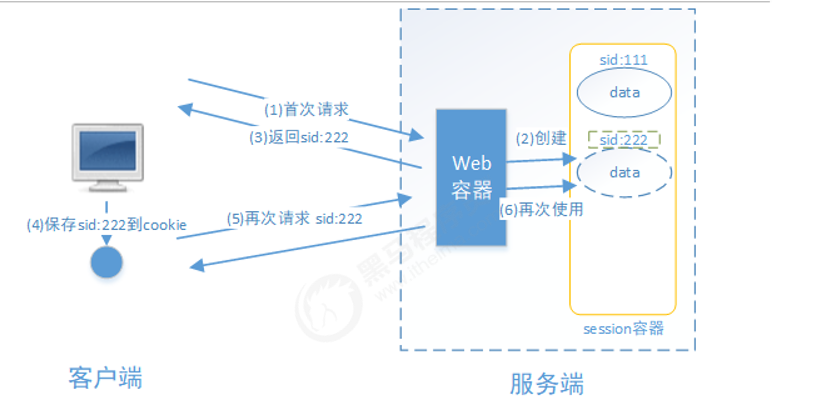 sid:111
data
(1)首次请求
(3)返回sid:222
(2)创建
sid:222
data
Web
容器
(4)保存sid:222到cookie
(5)再次请求 sid:222
(6)再次使用
session容器
客户端
服务端